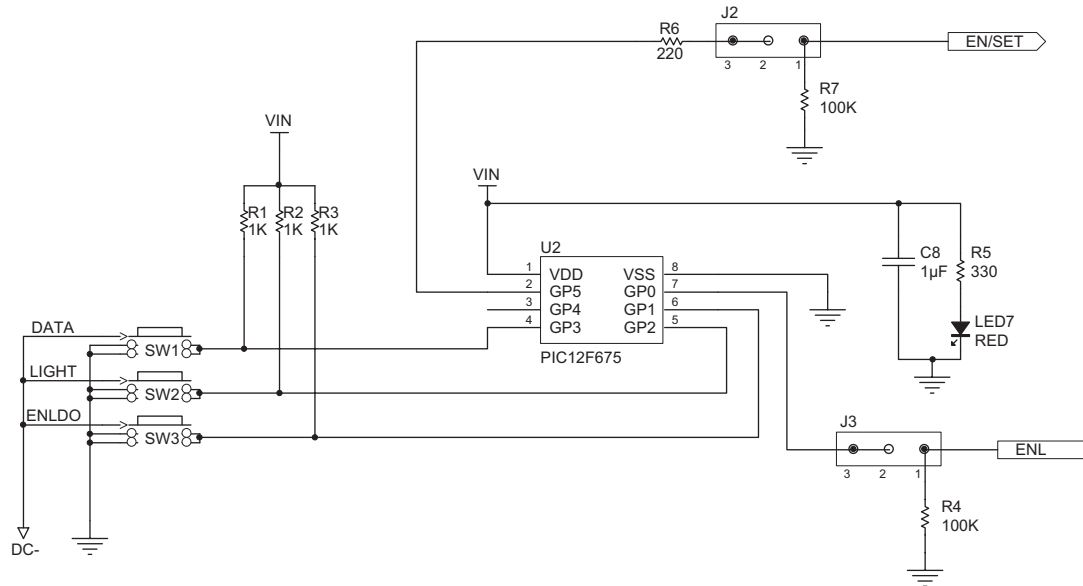 J2
R6
220
3 2 1
EN/SET
R7
100K
VIN
VIN
R1
1K
R2
1K
R3
1K
C8
1µF
R5
330
LED7
RED
U2
1 VDD VSS 8
2 GP5 GP0 7
3 GP4 GP1 6
4 GP3 GP2 5
PIC12F675
DATA
SW1
LIGHT
SW2
ENLDO
SW3
DC-
J3
3 2 1
ENL
R4
100K